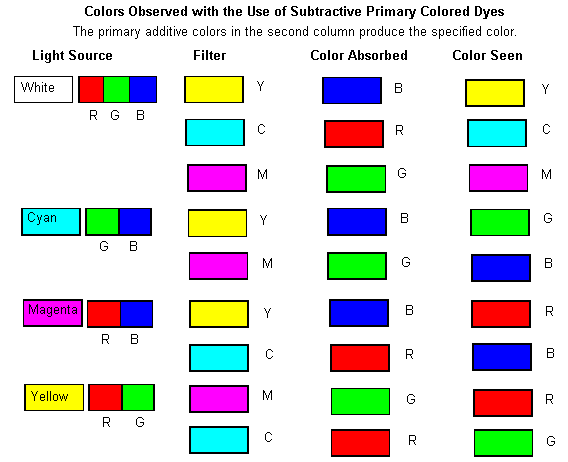 Colors Observed with the Use of Subtractive Primary Colored Dyes
The primary additive colors in the second column produce the specified color.
Light Source Filter Color Absorbed Color Seen
White Y B Y
R G B
C R C
M G M
Cyan Y B G
G B
M G B
Magenta Y B R
R B
C R B
Yellow M G R
R G
C R G